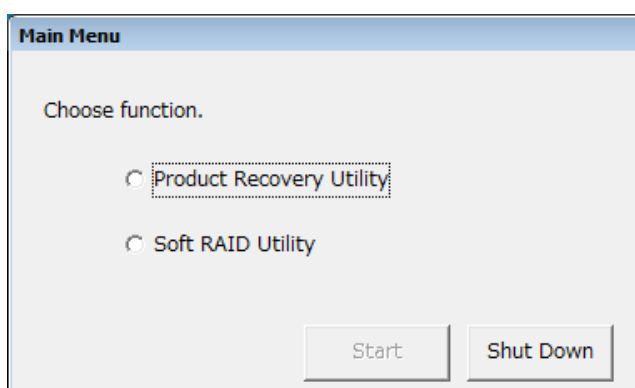 Main Menu
Choose function.
Product Recovery Utility
Soft RAID Utility
Start Shut Down